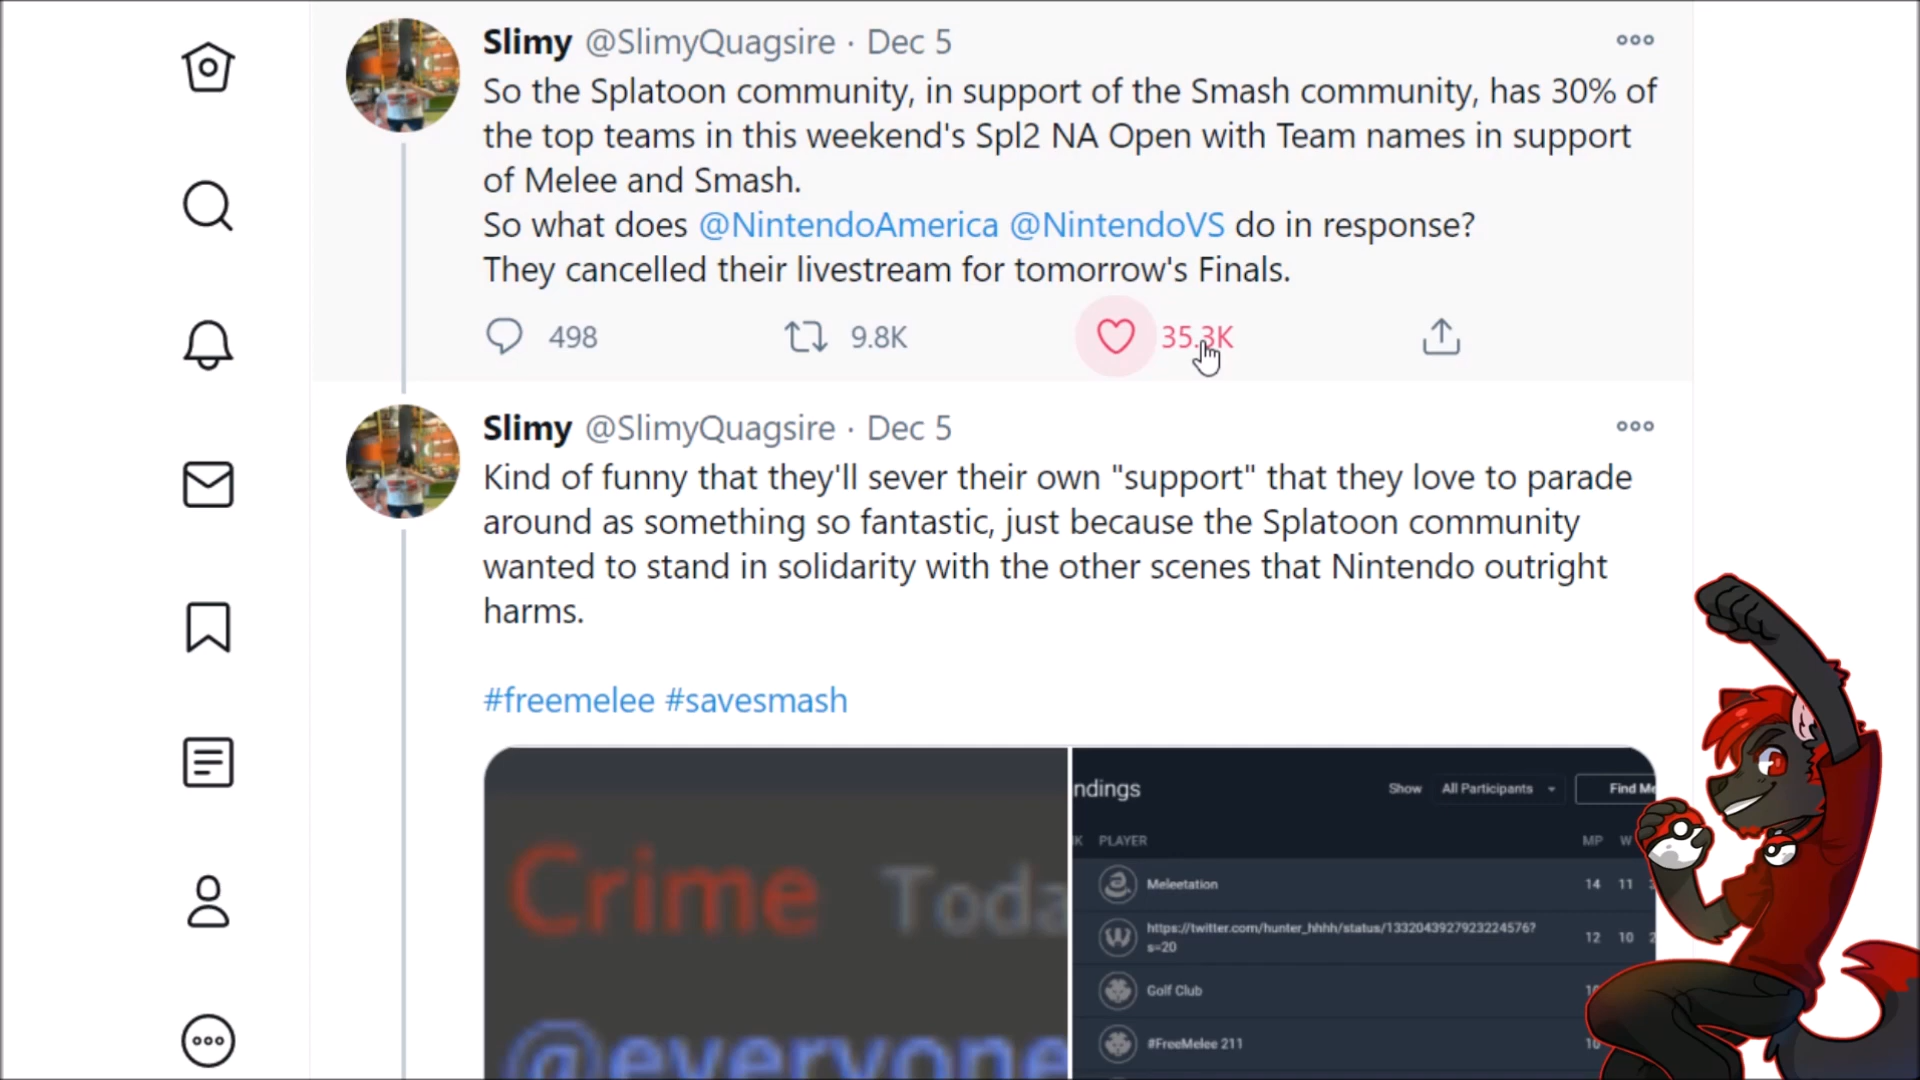 Slimy @SlimyQuagsire · Dec 5
So the Splatoon community, in support of the Smash community, has 30% of
the top teams in this weekend's Spl2 NA Open with Team names in support
of Melee and Smash.
So what does @NintendoAmerica @NintendoVS do in response?
They cancelled their livestream for tomorrow's Finals.
498 9.8K 35.3K
Slimy @SlimyQuagsire · Dec 5
Kind of funny that they'll sever their own "support" that they love to parade
around as something so fantastic, just because the Splatoon community
wanted to stand in solidarity with the other scenes that Nintendo outright
harms.
#freemelee #savesmash
Crime Toda
@everyone
ndings Show All Participants Find Me
K PLAYER MP W
Meleetation 14 11
https://twitter.com/hunter_hhhh/status/1332043927923224576?
s=20 12 10
Golf Club
#FreeMelee 211